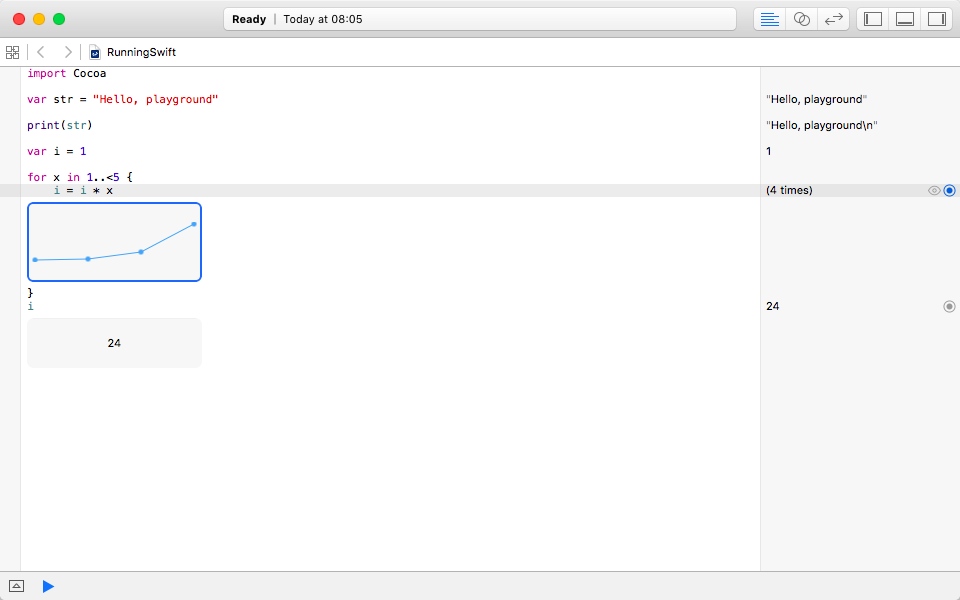 Ready | Today at 08:05
RunningSwift
import Cocoa
var str = "Hello, playground"
"Hello, playground"
print(str)
"Hello, playground\n"
var i = 1
1
for x in 1..<5 {
i = i * x
(4 times)
}
i
24
24